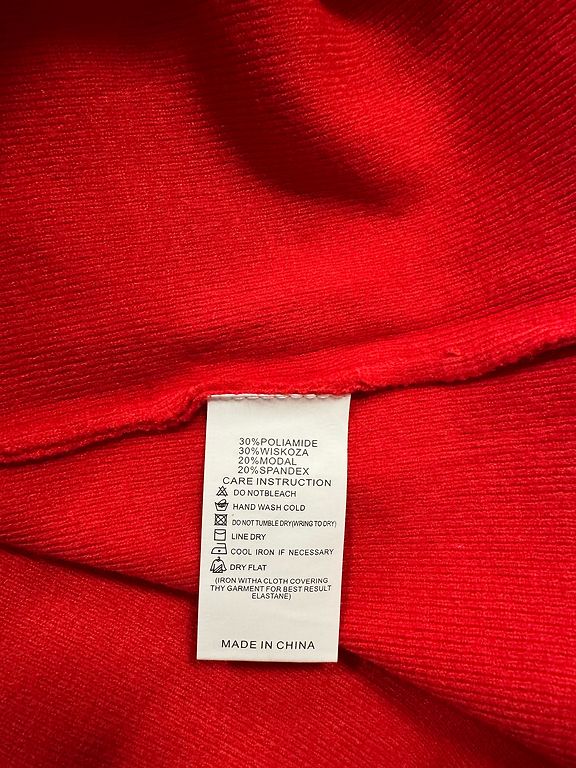 30%POLIAMIDE
30%WISKOZA
20%MODAL
20%SPANDEX
CARE INSTRUCTION
DO NOTBLEACH
HAND WASH COLD
DO NOT TUMBLE DRY(WRING TO DRY)
LINE DRY
COOL IRON IF NECESSARY
DRY FLAT
(IRON WITHA CLOTH COVERING
THY GARMENT FOR BEST RESULT
ELASTANE)
MADE IN CHINA